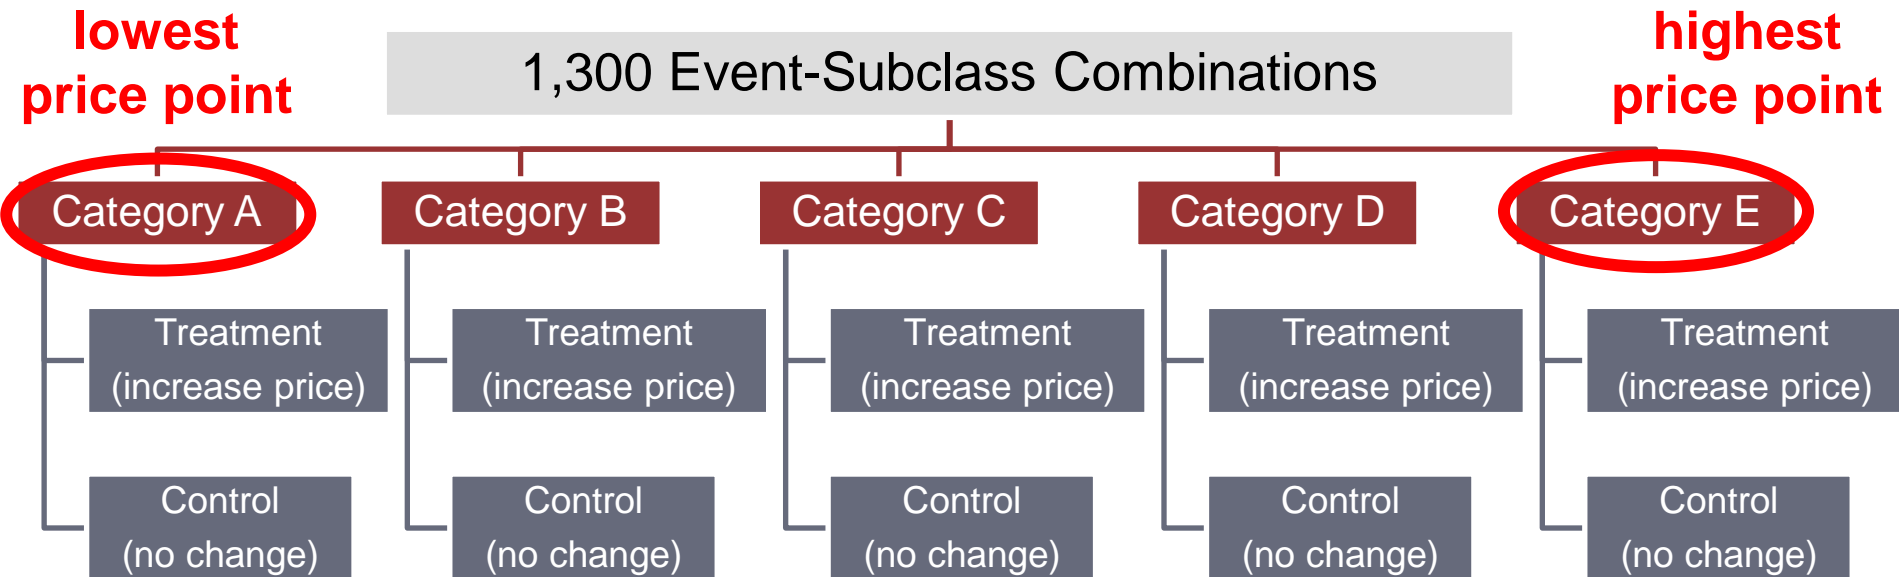 lowest
price point
1,300 Event-Subclass Combinations
highest
price point
Category A
Category B
Category C
Category D
Category E
Treatment
(increase price)
Treatment
(increase price)
Treatment
(increase price)
Treatment
(increase price)
Treatment
(increase price)
Control
(no change)
Control
(no change)
Control
(no change)
Control
(no change)
Control
(no change)